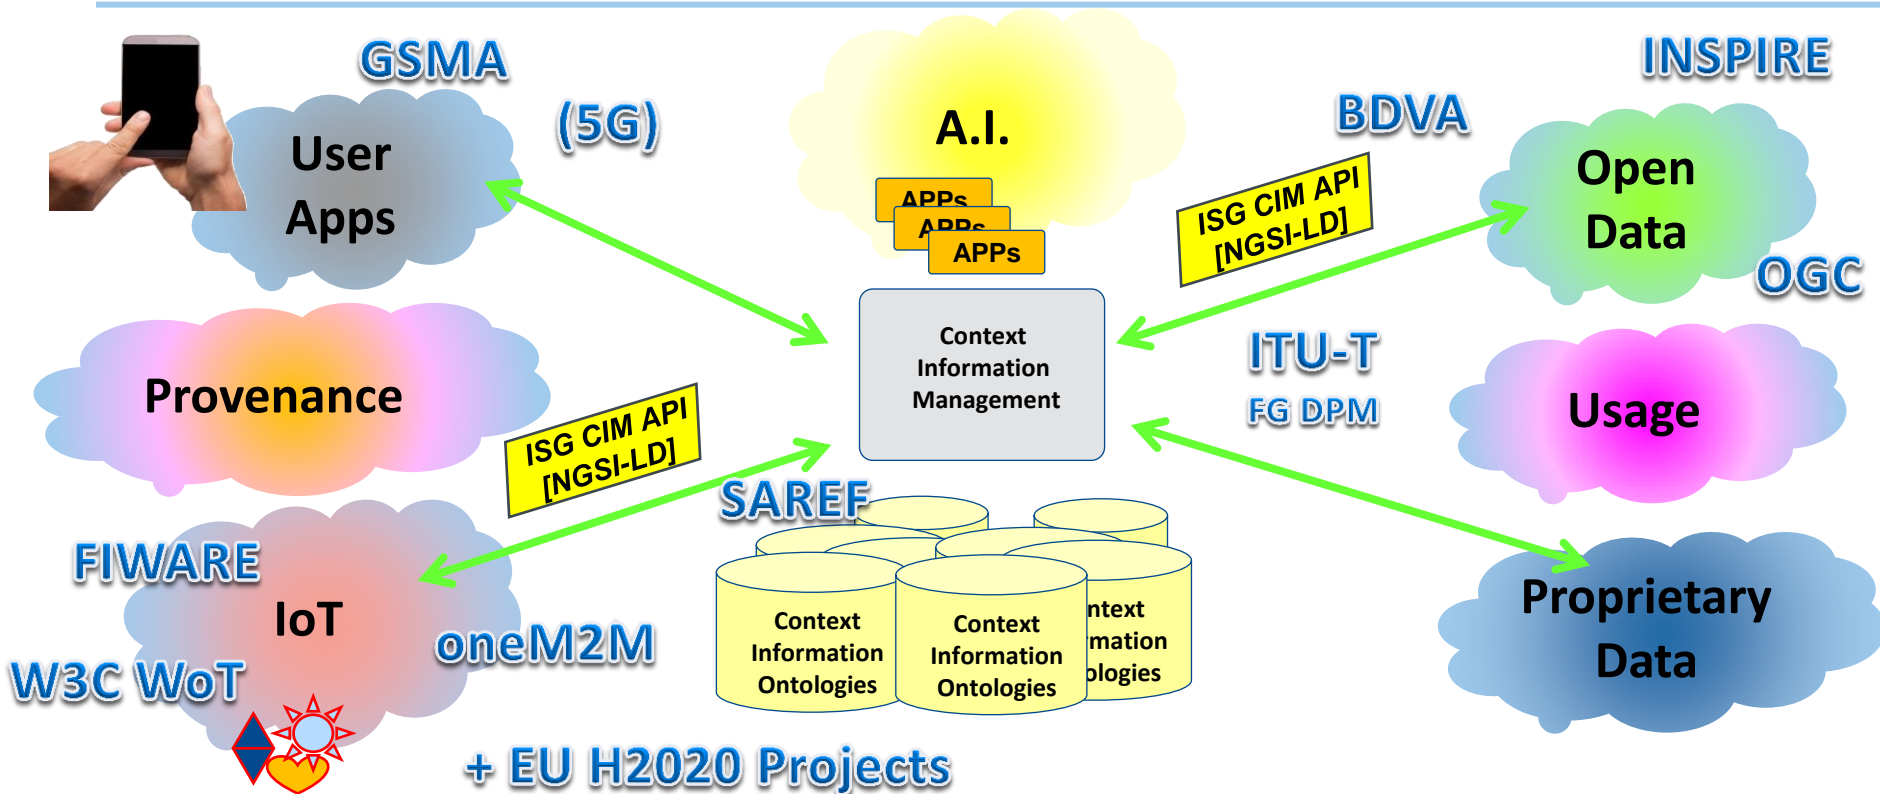 GSMA
(5G)
User
Apps
A.I.
APPs
APPs
APPs
INSPIRE
BDVA
ISG CIM API
[NGSI-LD]
Open
Data
OGC
Provenance
Context
Information
Management
ITU-T
FG DPM
Usage
ISG CIM API
[NGSI-LD]
SAREF
FIWARE
IoT
oneM2M
W3C WoT
Context
Information
Ontologies
Context
Information
Ontologies
ntext
rmation
ologies
Proprietary
Data
+ EU H2020 Projects